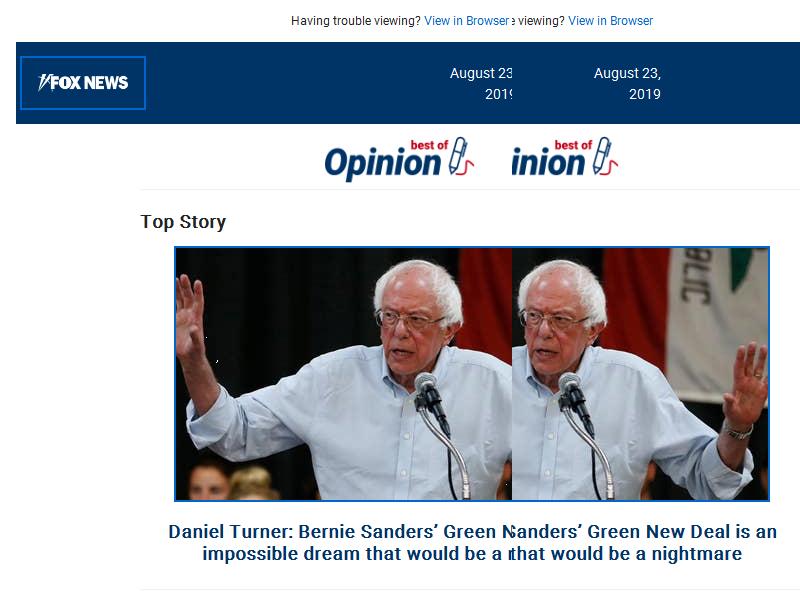 Having trouble viewing? View in Browser e viewing? View in Browser
FOX NEWS
August 23 August 23,
2019 2019
best of best of
Opinion inion
Top Story
Daniel Turner: Bernie Sanders’ Green N Sanders’ Green New Deal is an
impossible dream that would be a that would be a nightmare